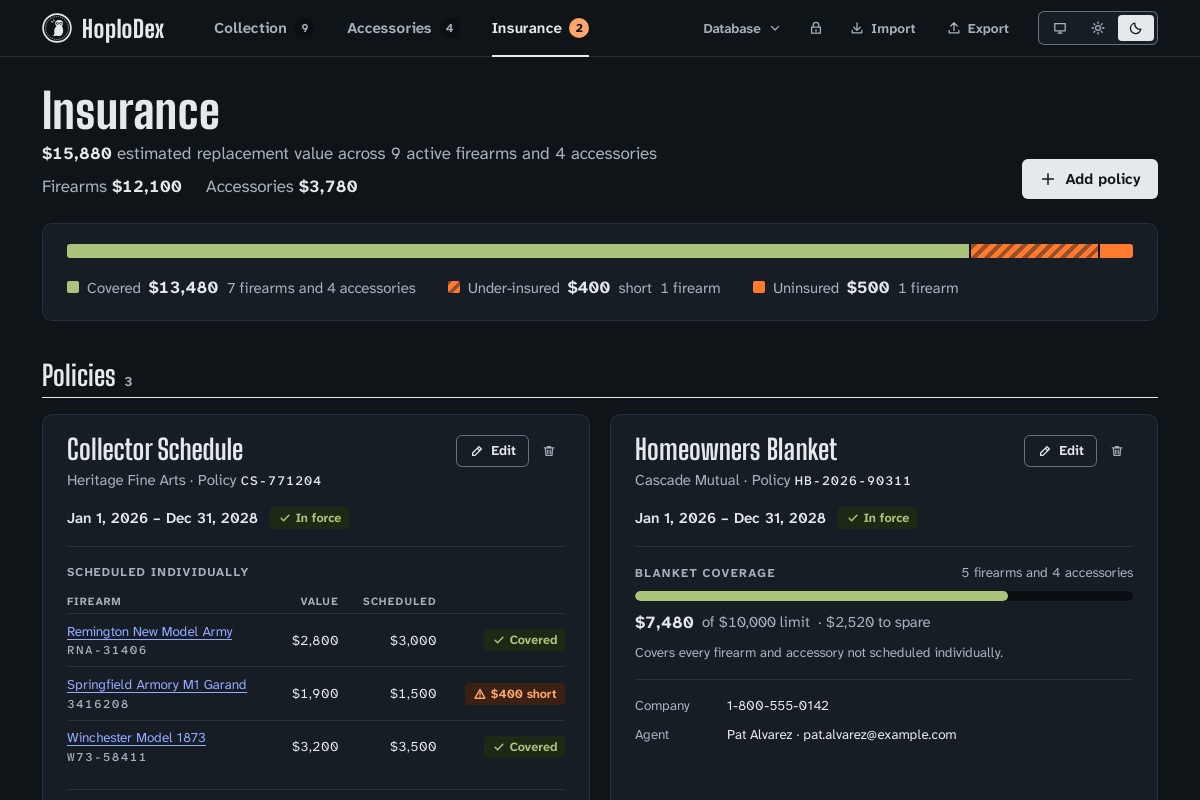 HoploDex Collection 9 Accessories 4 Insurance 2 Database Import Export
Insurance
$15,880 estimated replacement value across 9 active firearms and 4 accessories
Firearms $12,100 Accessories $3,780
Add policy
Covered $13,480 7 firearms and 4 accessories Under-insured $400 short 1 firearm Uninsured $500 1 firearm
Policies 3
Collector Schedule Edit
Heritage Fine Arts · Policy CS-771204
Jan 1, 2026 – Dec 31, 2028 In force
SCHEDULED INDIVIDUALLY
FIREARM VALUE SCHEDULED
Remington New Model Army $2,800 $3,000 Covered
RNA-31406
Springfield Armory M1 Garand $1,900 $1,500 $400 short
3416208
Winchester Model 1873 $3,200 $3,500 Covered
W73-58411
Homeowners Blanket Edit
Cascade Mutual · Policy HB-2026-90311
Jan 1, 2026 – Dec 31, 2028 In force
BLANKET COVERAGE 5 firearms and 4 accessories
$7,480 of $10,000 limit · $2,520 to spare
Covers every firearm and accessory not scheduled individually.
Company 1-800-555-0142
Agent Pat Alvarez · pat.alvarez@example.com